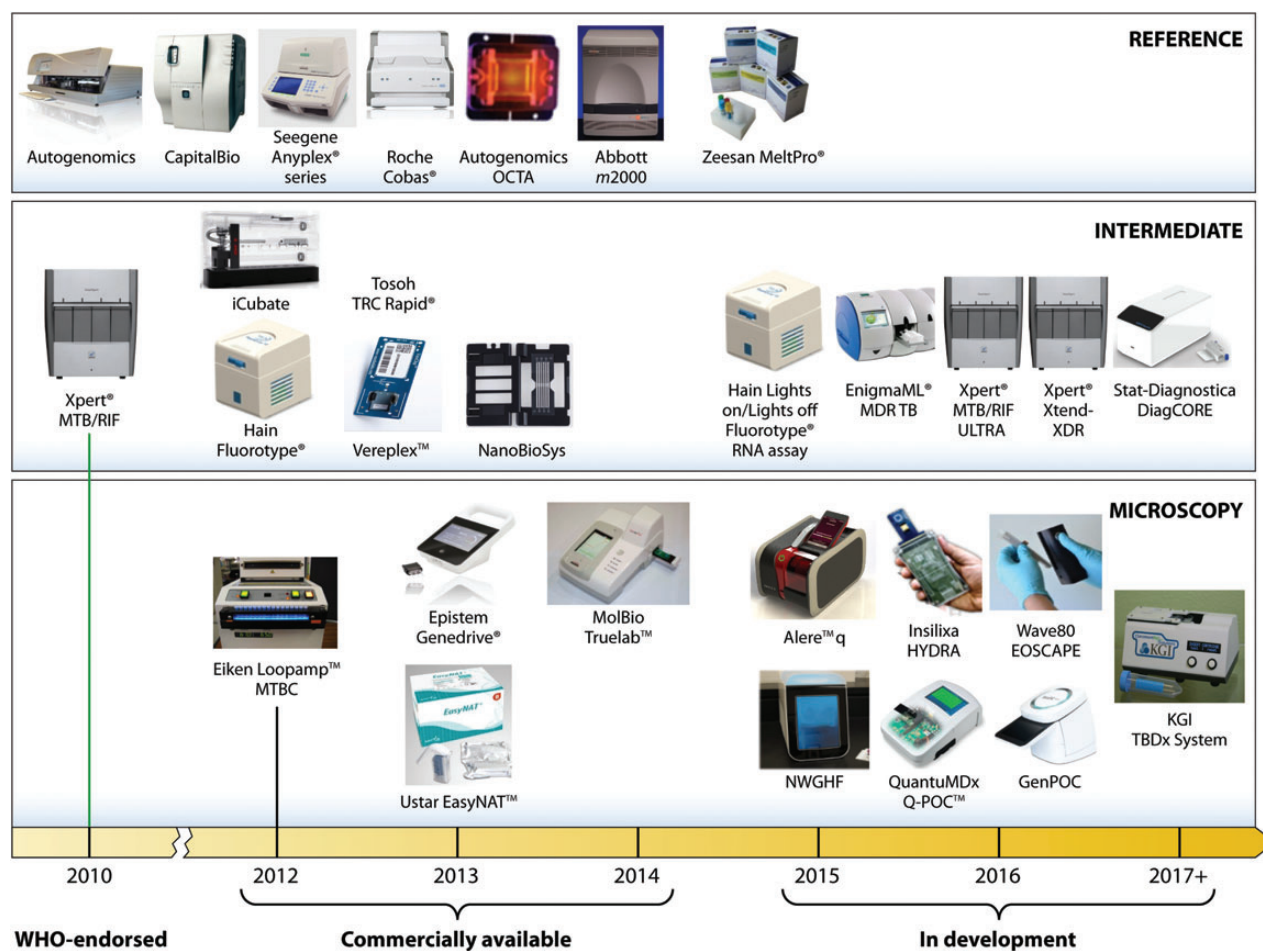 REFERENCE
Autogenomics
CapitalBio
Seegene
Anyplex®
series
Roche
Cobas®
Autogenomics
OCTA
Abbott
m2000
Zeesan MeltPro®
INTERMEDIATE
Xpert®
MTB/RIF
iCubate
Hain
Fluorotype®
Tosoh
TRC Rapid®
Vereplex™
NanoBioSys
Hain Lights
on/Lights off
Fluorotype®
RNA assay
EnigmaML®
MDR TB
Xpert®
MTB/RIF
ULTRA
Xpert®
Xtend-
XDR
Stat-Diagnostica
DiagCORE
MICROSCOPY
Eiken Loopamp™
MTBC
Epistem
Genedrive®
EasyNAT
Ustar EasyNAT™
MolBio
Truelab™
Alere™ q
Insilixa
HYDRA
Wave80
EOSCAPE
NWGHF
QuantuMDx
Q-POC™
GenPOC
KGI
KGI
TBDx System
2010
2012
2013
2014
2015
2016
2017+
WHO-endorsed
Commercially available
In development